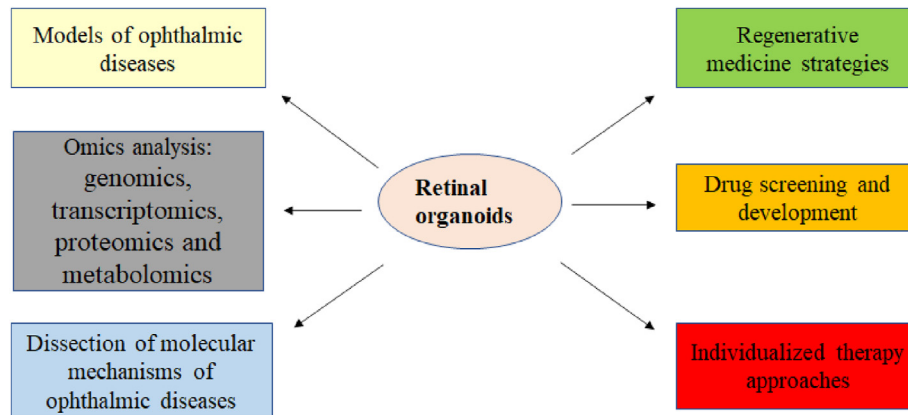 Models of ophthalmic
diseases
Omics analysis:
genomics,
transcriptomics,
proteomics and
metabolomics
Dissection of molecular
mechanisms of
ophthalmic diseases
Retinal
organoids
Regenerative
medicine strategies
Drug screening and
development
Individualized therapy
approaches